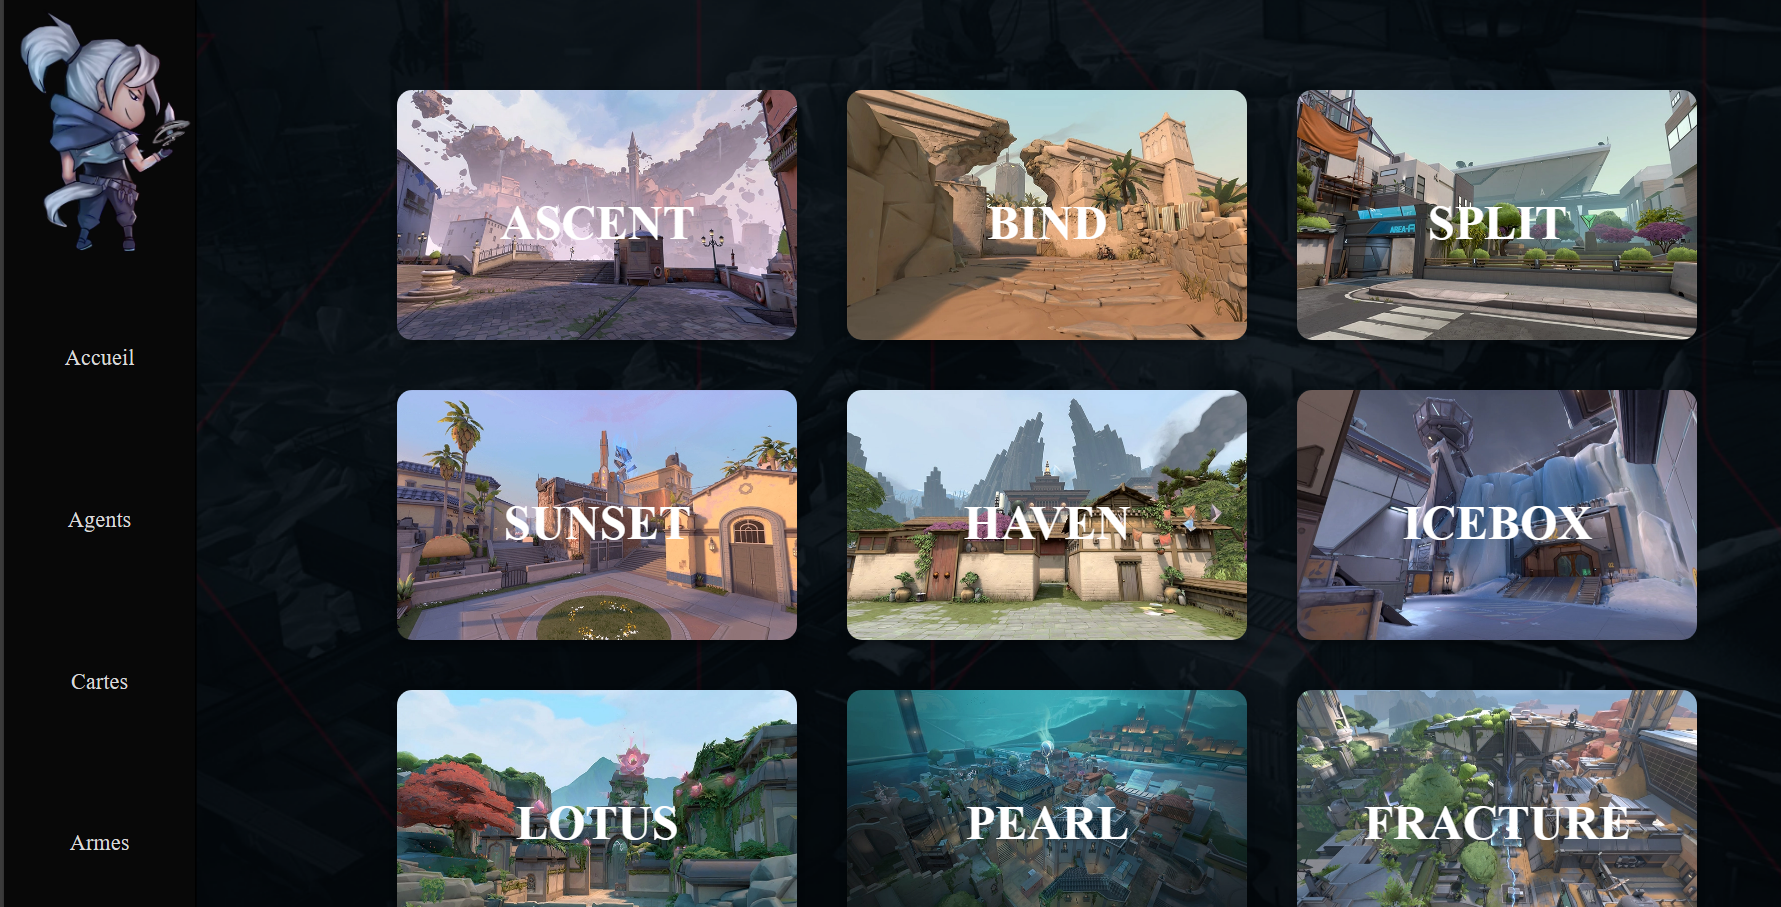 Accueil
Agents
Cartes
Armes
ASCENT
BIND
SPLIT
SUNSET
HAVEN
ICEBOX
LOTUS
PEARL
FRACTURE